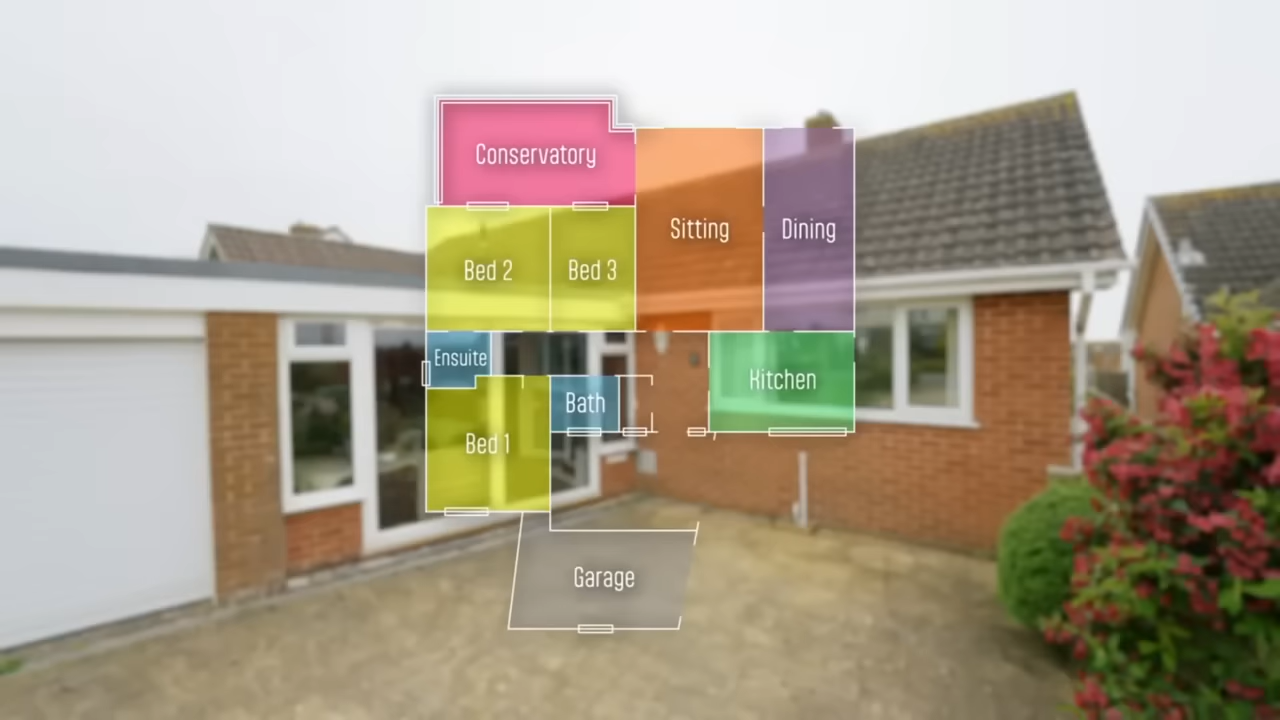 Conservatory
Sitting
Dining
Bed 2
Bed 3
Ensuite
Kitchen
Bath
Bed 1
Garage